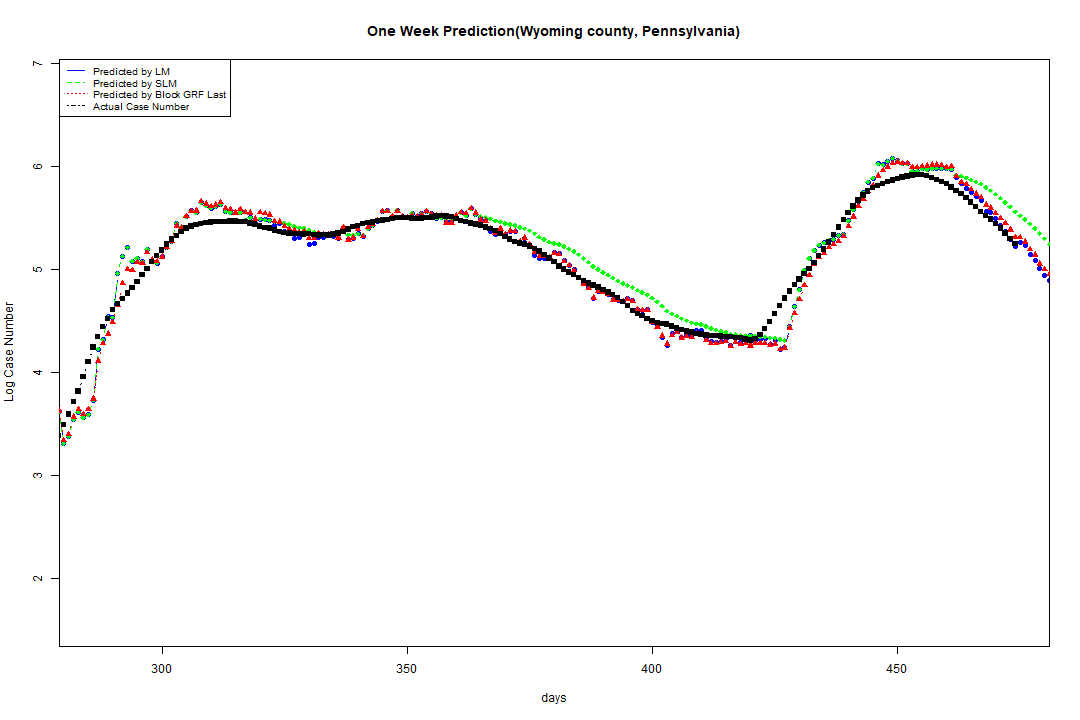 One Week Prediction(Wyoming county, Pennsylvania)
Predicted by LM
Predicted by SLM
Predicted by Block GRF Last
Actual Case Number
7
6
5
4
3
2
Log Case Number
300 350 400 450
days